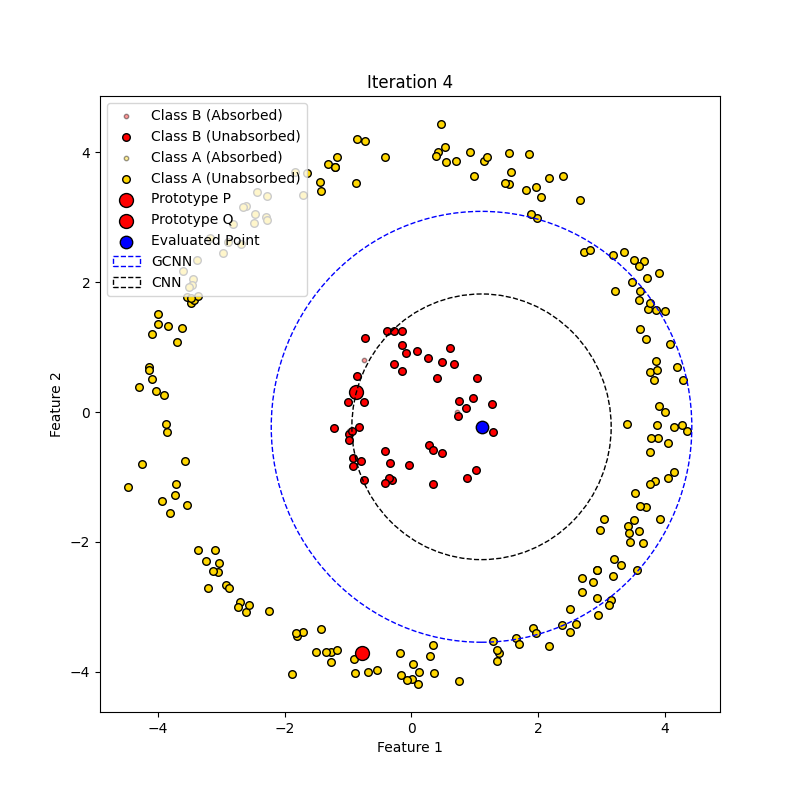 Iteration 4
Class B (Absorbed)
Class B (Unabsorbed)
Class A (Absorbed)
Class A (Unabsorbed)
Prototype P
Prototype Q
Evaluated Point
GCNN
CNN
4
2
0
−2
−4
Feature 2
−4
−2
0
2
4
Feature 1